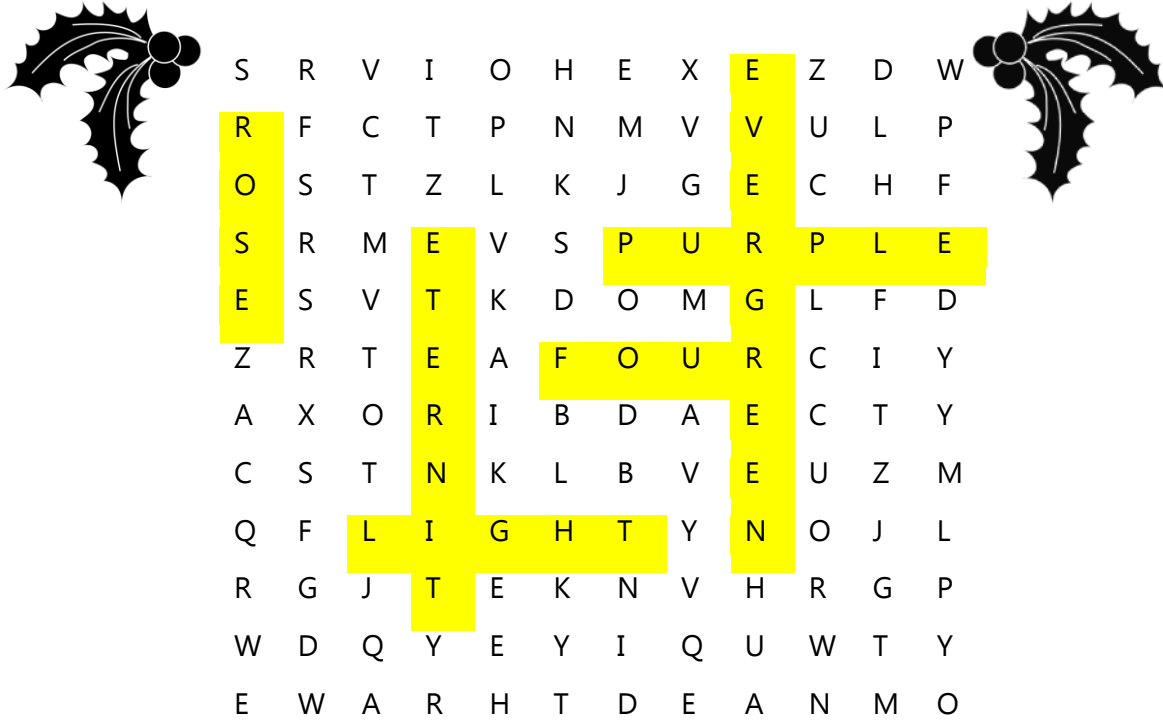 S R V I O H E X E Z D W
R F C T P N M V V U L P
O S T Z L K J G E C H F
S R M E V S P U R P L E
E S V T K D O M G L F D
Z R T E A F O U R C I Y
A X O R I B D A E C T Y
C S T N K L B V E U Z M
Q F L I G H T Y N O J L
R G J T E K N V H R G P
W D Q Y E Y I Q U W T Y
E W A R H T D E A N M O